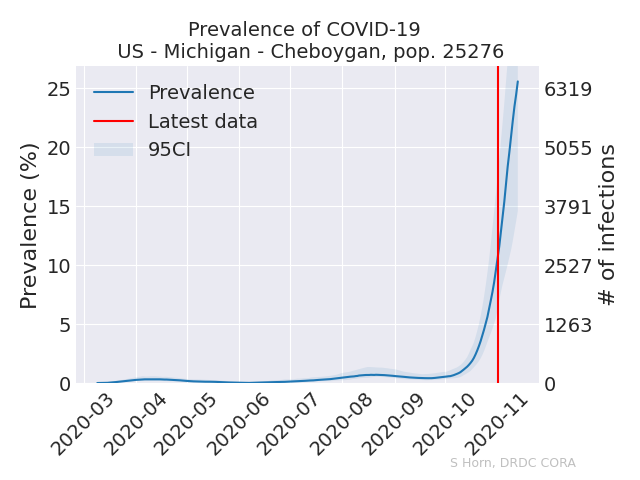 Prevalence of COVID-19
US - Michigan - Cheboygan, pop. 25276
Prevalence
Latest data
95CI
Prevalence (%)
25
20
15
10
5
0
6319
5055
3791
2527
1263
0
# of infections
2020-03
2020-04
2020-05
2020-06
2020-07
2020-08
2020-09
2020-10
2020-11
S Horn, DRDC CORA